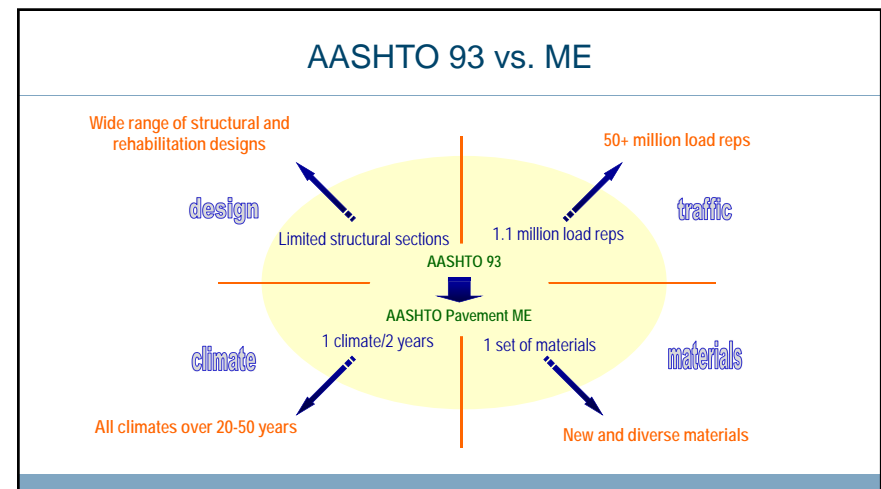 AASHTO 93 vs. ME
Wide range of structural and
rehabilitation designs
50+ million load reps
design
traffic
Limited structural sections
1.1 million load reps
AASHTO 93
AASHTO Pavement ME
1 climate/2 years
1 set of materials
climate
materials
All climates over 20-50 years
New and diverse materials